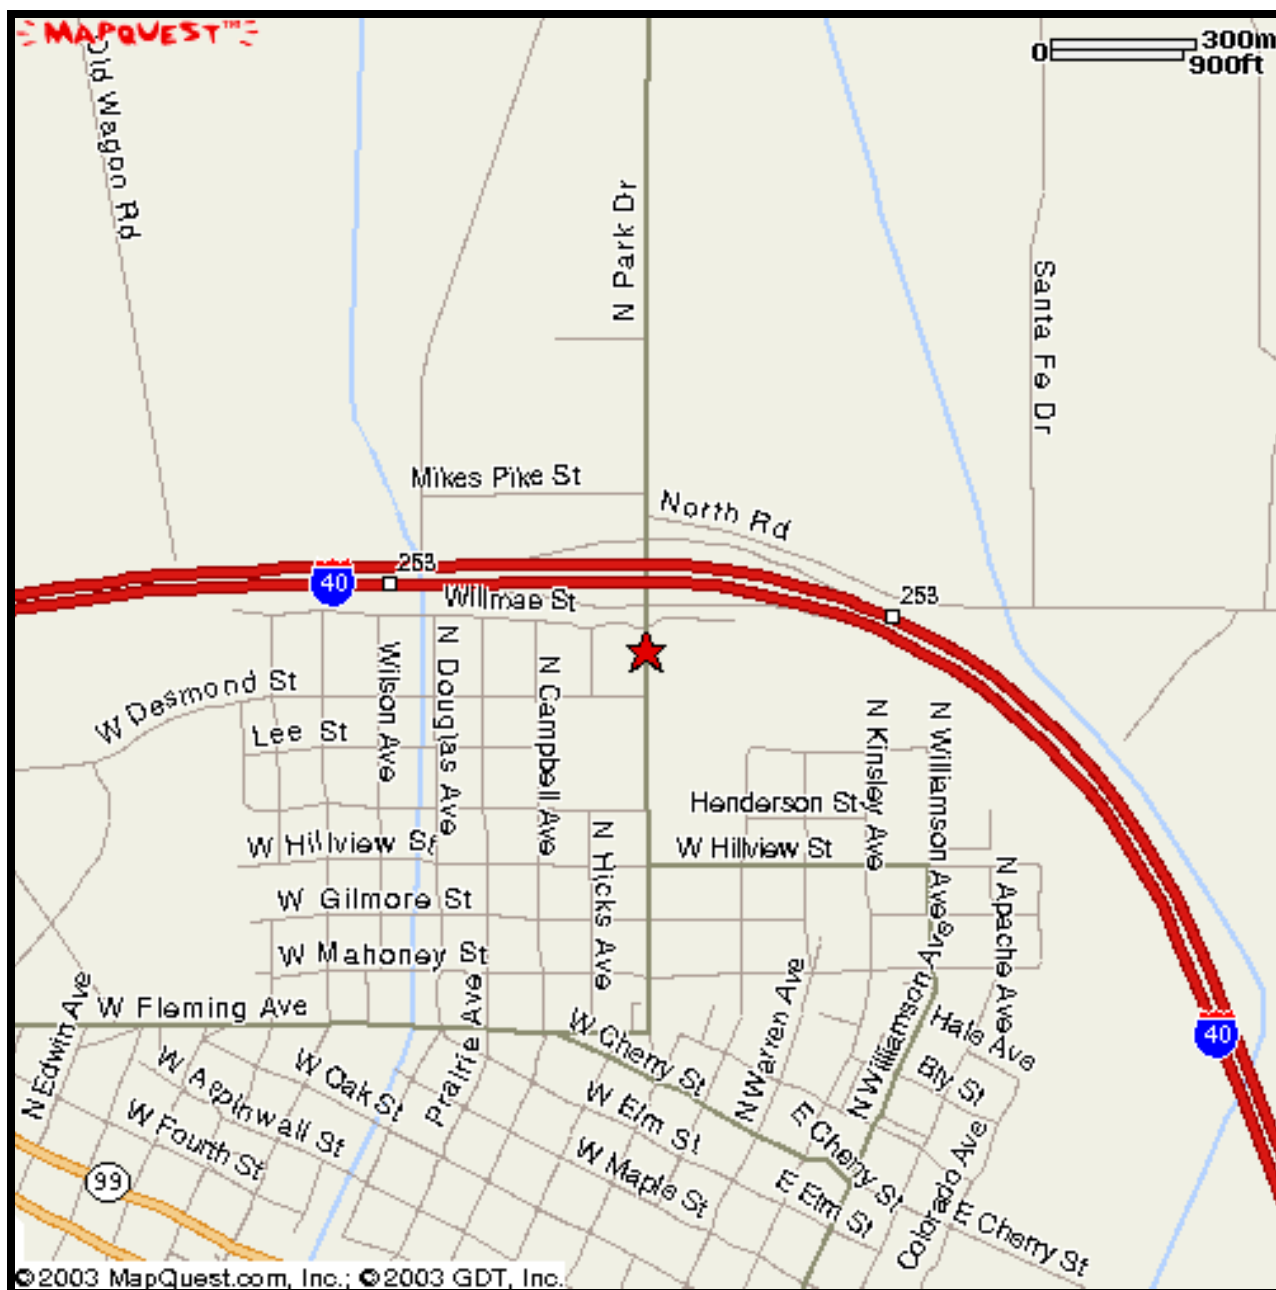 MAPQUEST™
0 300m
900ft
Old Wagon Rd
N Park Dr
Santa Fe Dr
Mikes Pike St
North Rd
253
40
Willmae St
253
W Desmond St
Wilson Ave
N Douglas Ave
N Campbell Ave
Lee St
N Kinsley Ave
N Williamson Ave
Henderson St
W Hillview St
W Hillview St
N Hicks Ave
N Apache Ave
W Gilmore St
W Mahoney St
W Fleming Ave
N Edwin Ave
Prairie Ave
W Cherry St
N Warren Ave
N Williamson Ave
Hale Ave
40
W Oak St
W Aspinwall St
W Fourth St
W Elm St
Bly St
E Cherry St
W Maple St
99
E Elm St
Colorado Ave
E Cherry St
©2003 MapQuest.com, Inc.; ©2003 GDT, Inc.